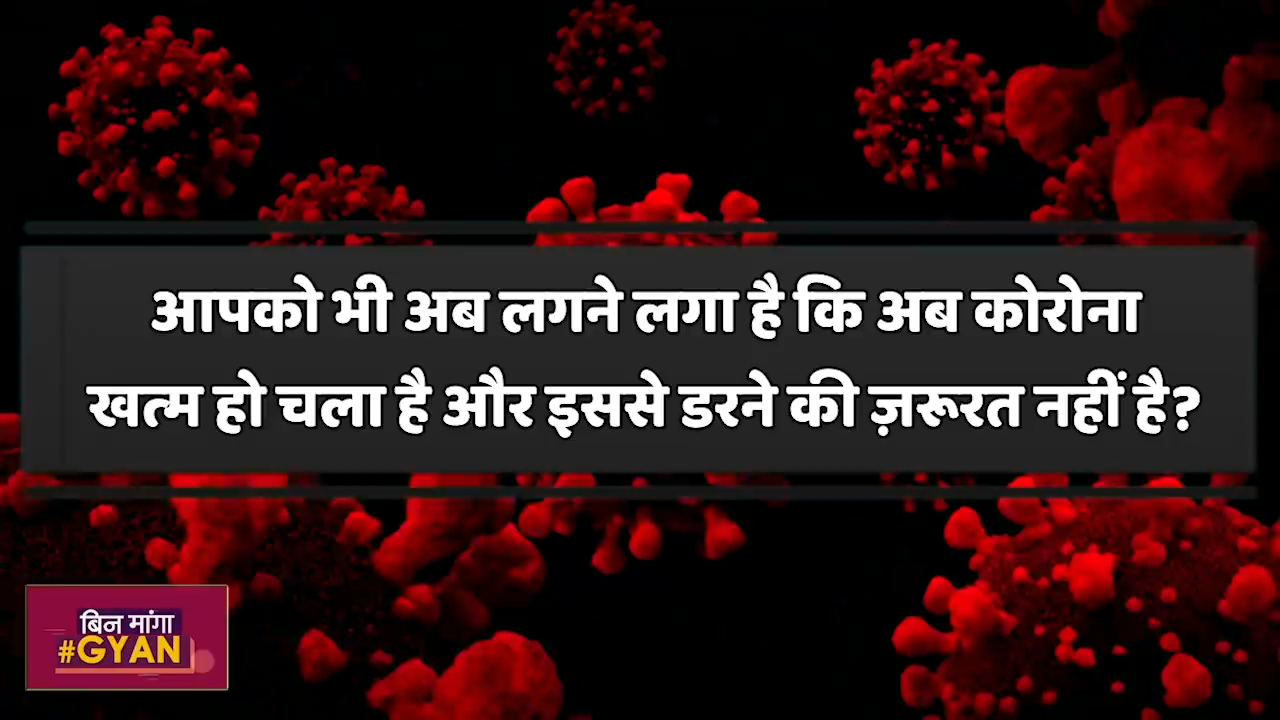 आपको भी अब लगने लगा है कि अब कोरोना
खत्म हो चला है और इससे डरने की ज़रूरत नहीं है?
बिन मांगा
#GYAN